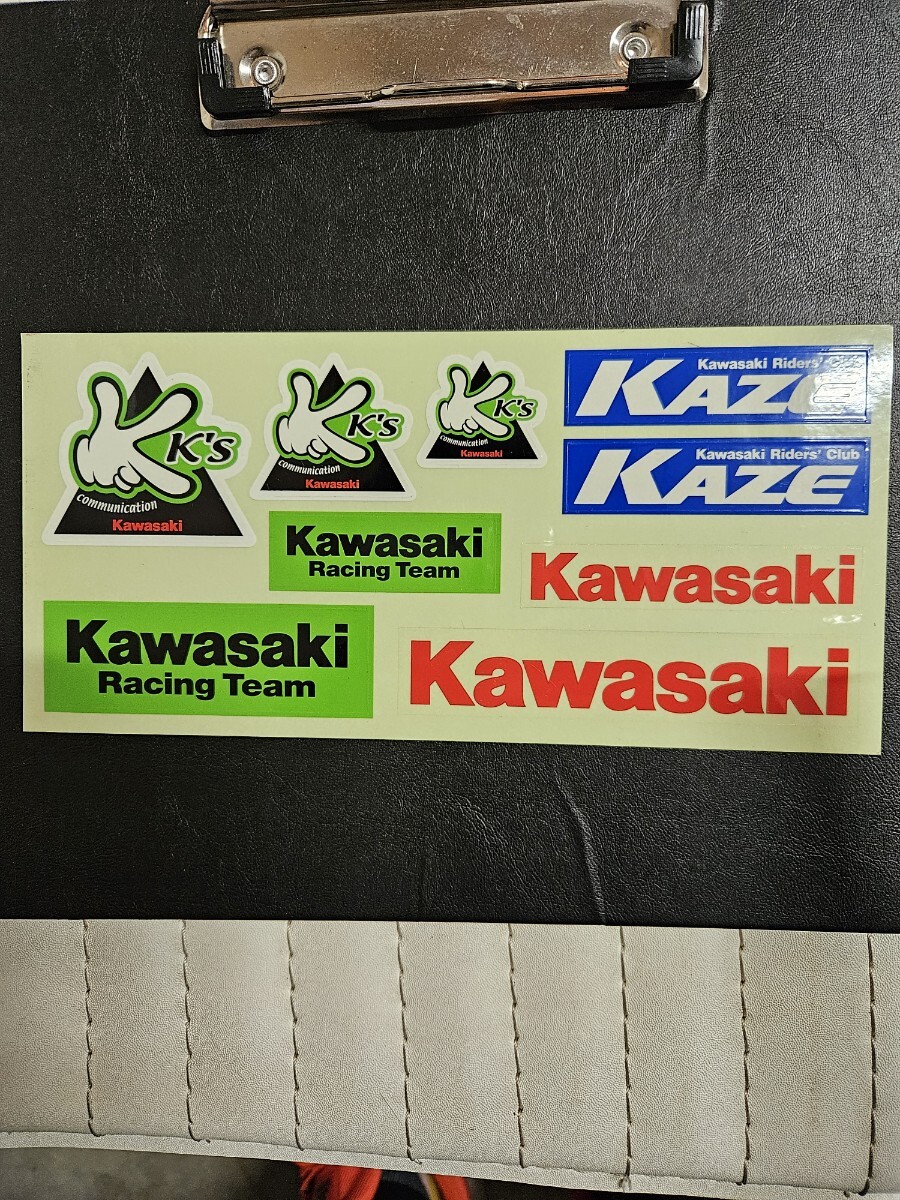 K's
communication
Kawasaki
K's
communication
Kawasaki
K's
communication
Kawasaki
Kawasaki Riders' Club
KAZE
Kawasaki Riders' Club
KAZE
Kawasaki
Racing Team
Kawasaki
Kawasaki
Racing Team
Kawasaki